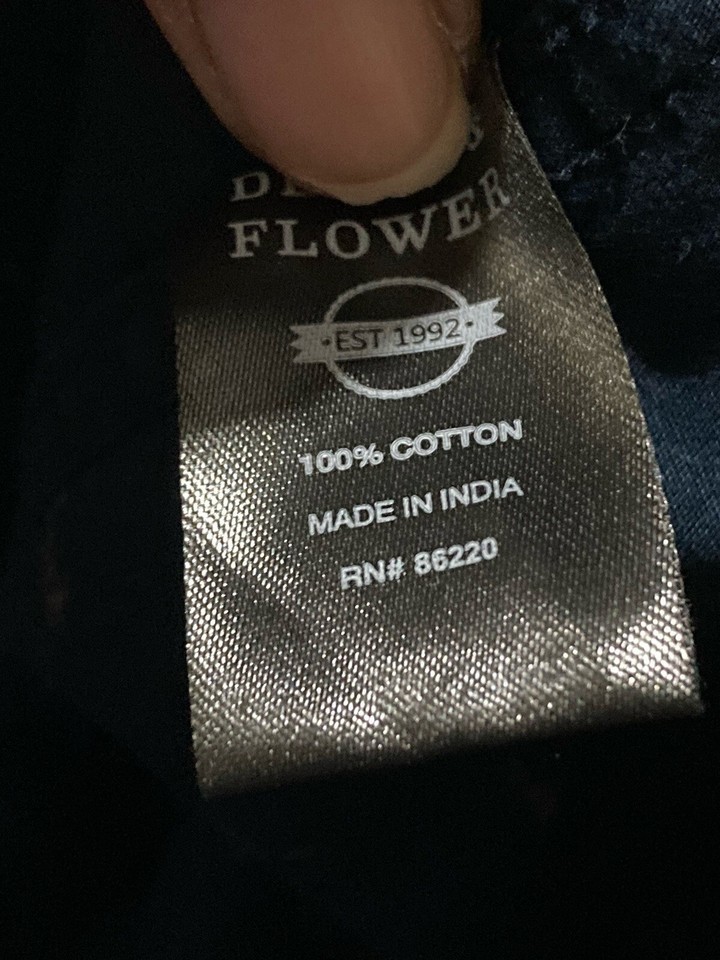 FLOWER
·EST 1992·
100% COTTON
MADE IN INDIA
RN# 86220